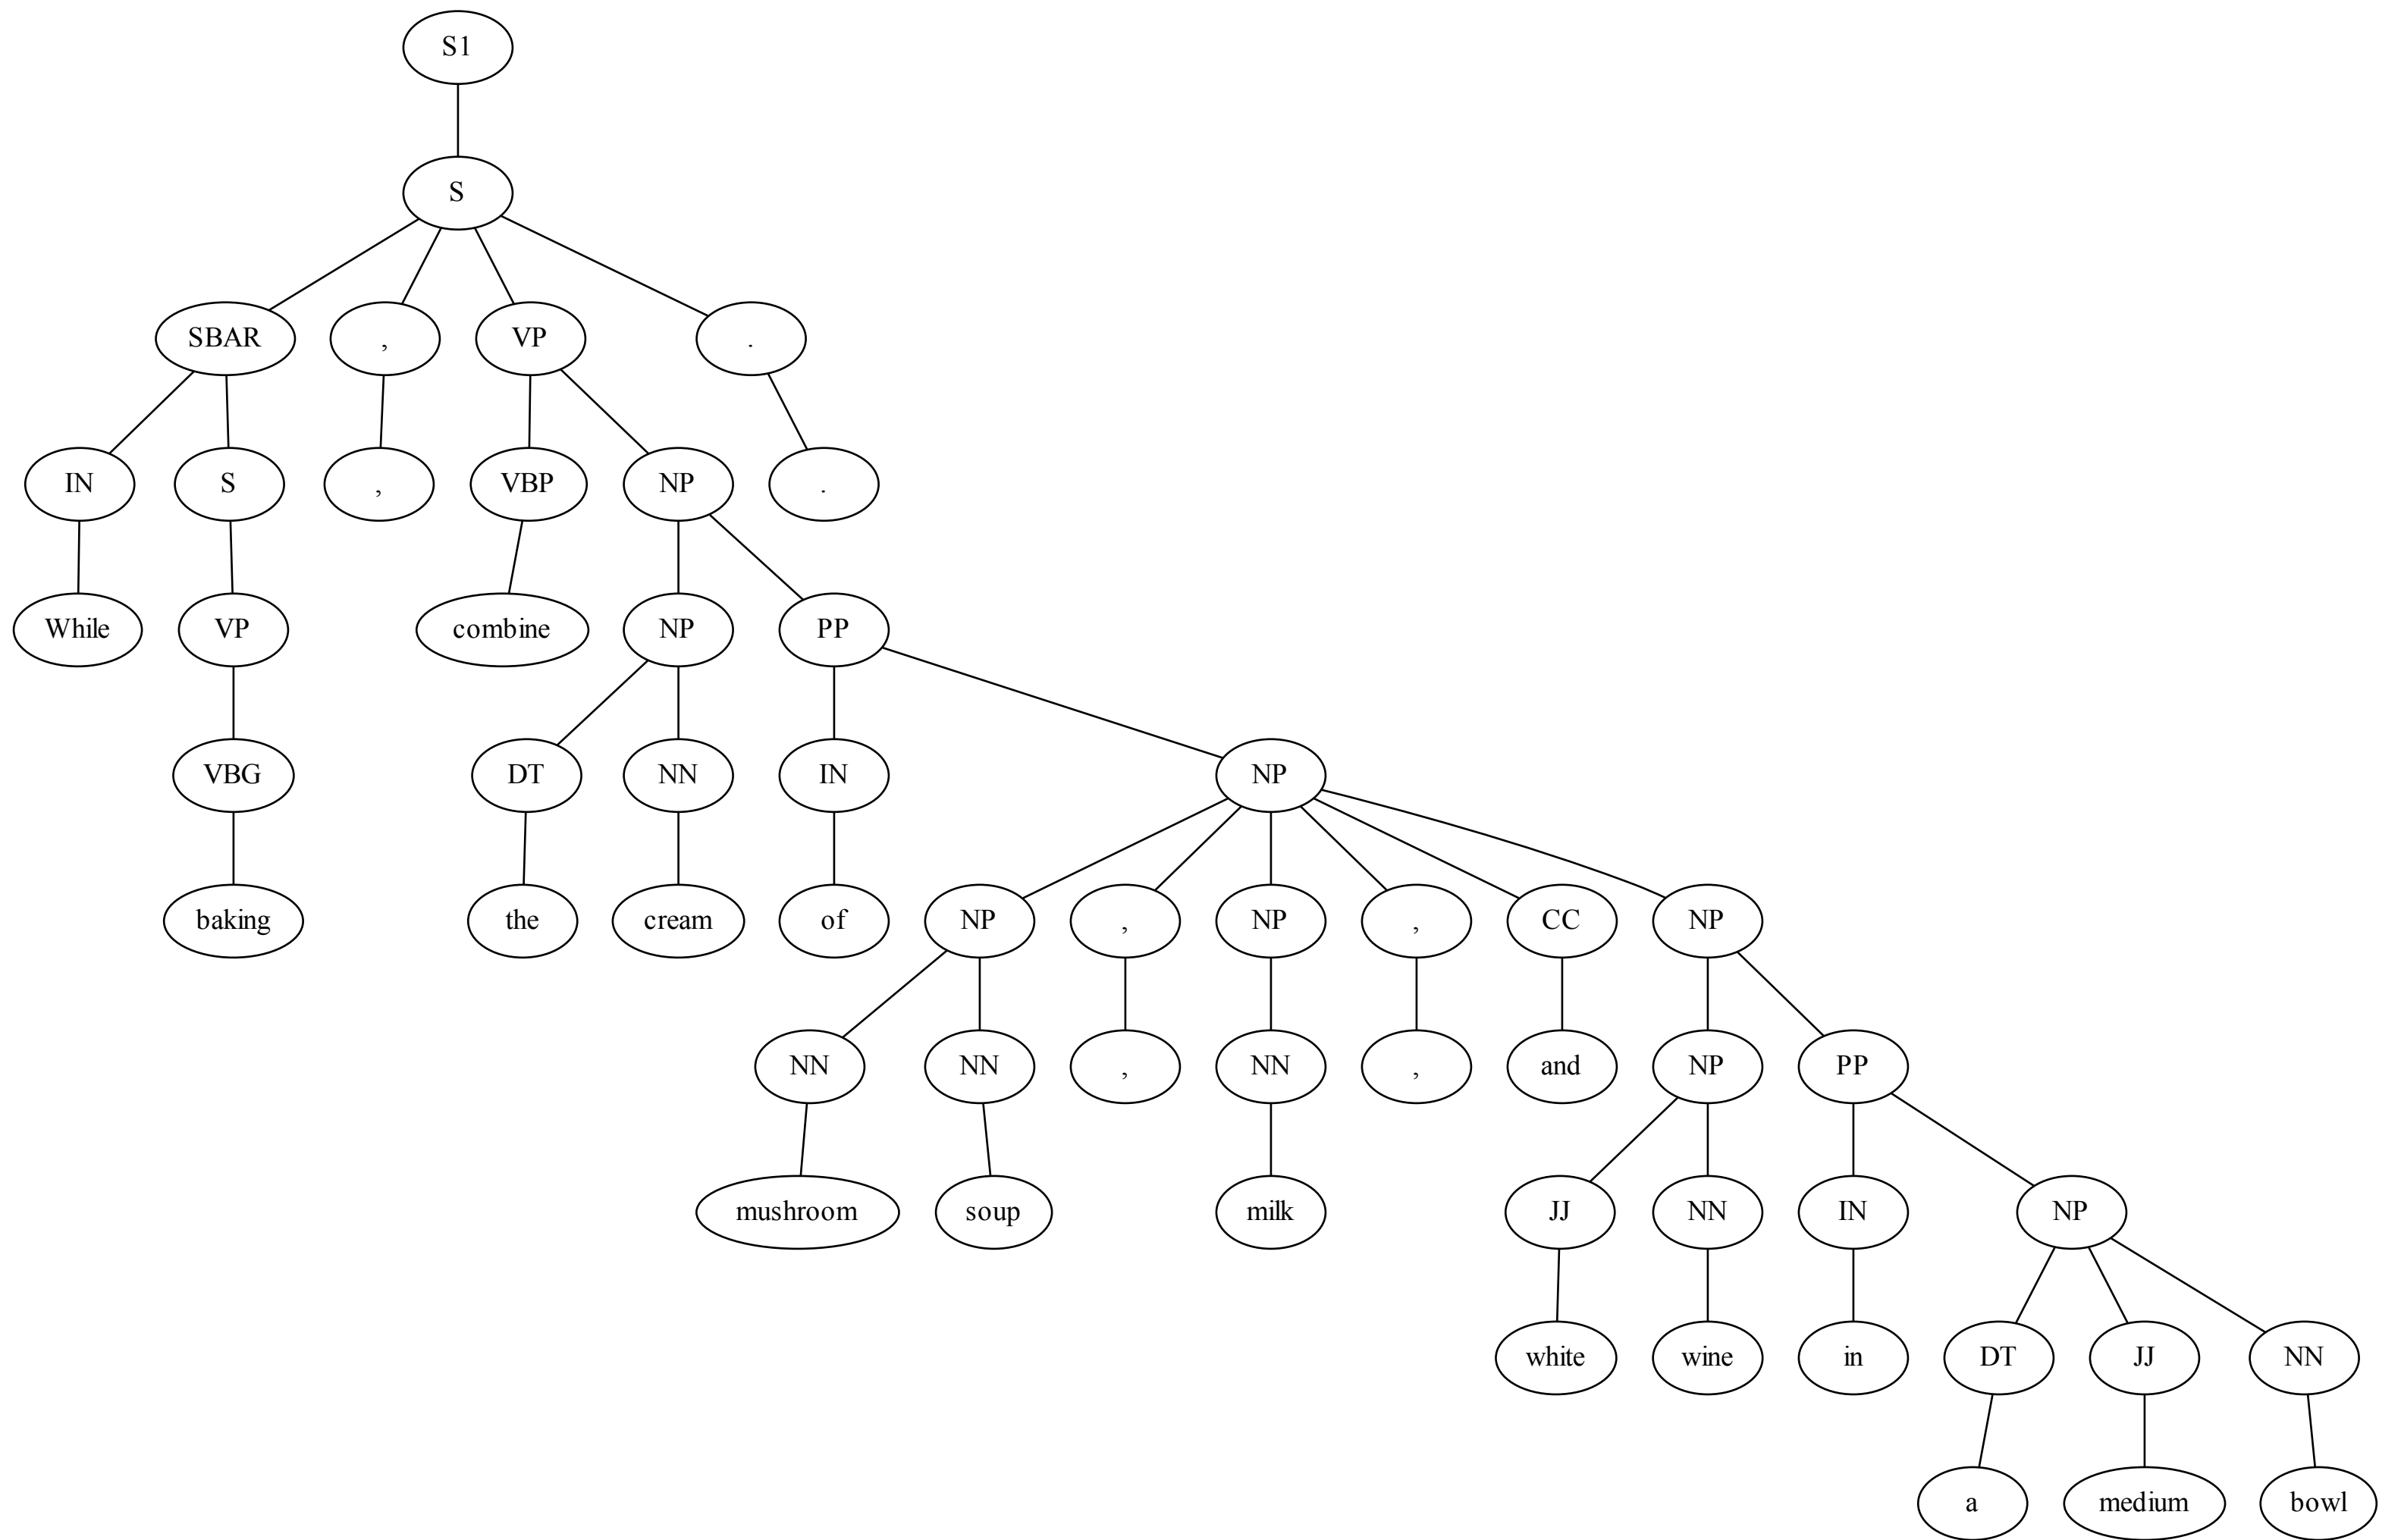 S1
S
SBAR , VP .
IN S , VBP NP .
While VP combine NP PP
VBG DT NN IN NP
baking the cream of NP , NP , CC NP
NN NN , NN , and NP PP
mushroom soup milk JJ NN IN NP
white wine in DT JJ NN
a medium bowl